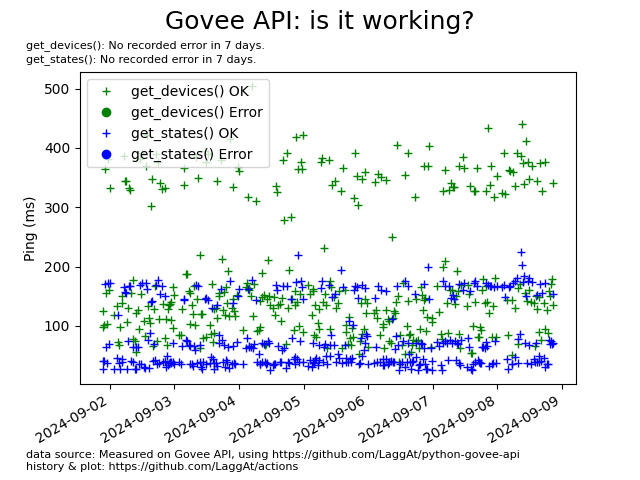 Govee API: is it working?
get_devices(): No recorded error in 7 days.
get_states(): No recorded error in 7 days.
get_devices() OK
get_devices() Error
get_states() OK
get_states() Error
Ping (ms)
500
400
300
200
100
2024-09-02
2024-09-03
2024-09-04
2024-09-05
2024-09-06
2024-09-07
2024-09-08
2024-09-09
data source: Measured on Govee API, using https://github.com/LaggAt/python-govee-api
history & plot: https://github.com/LaggAt/actions